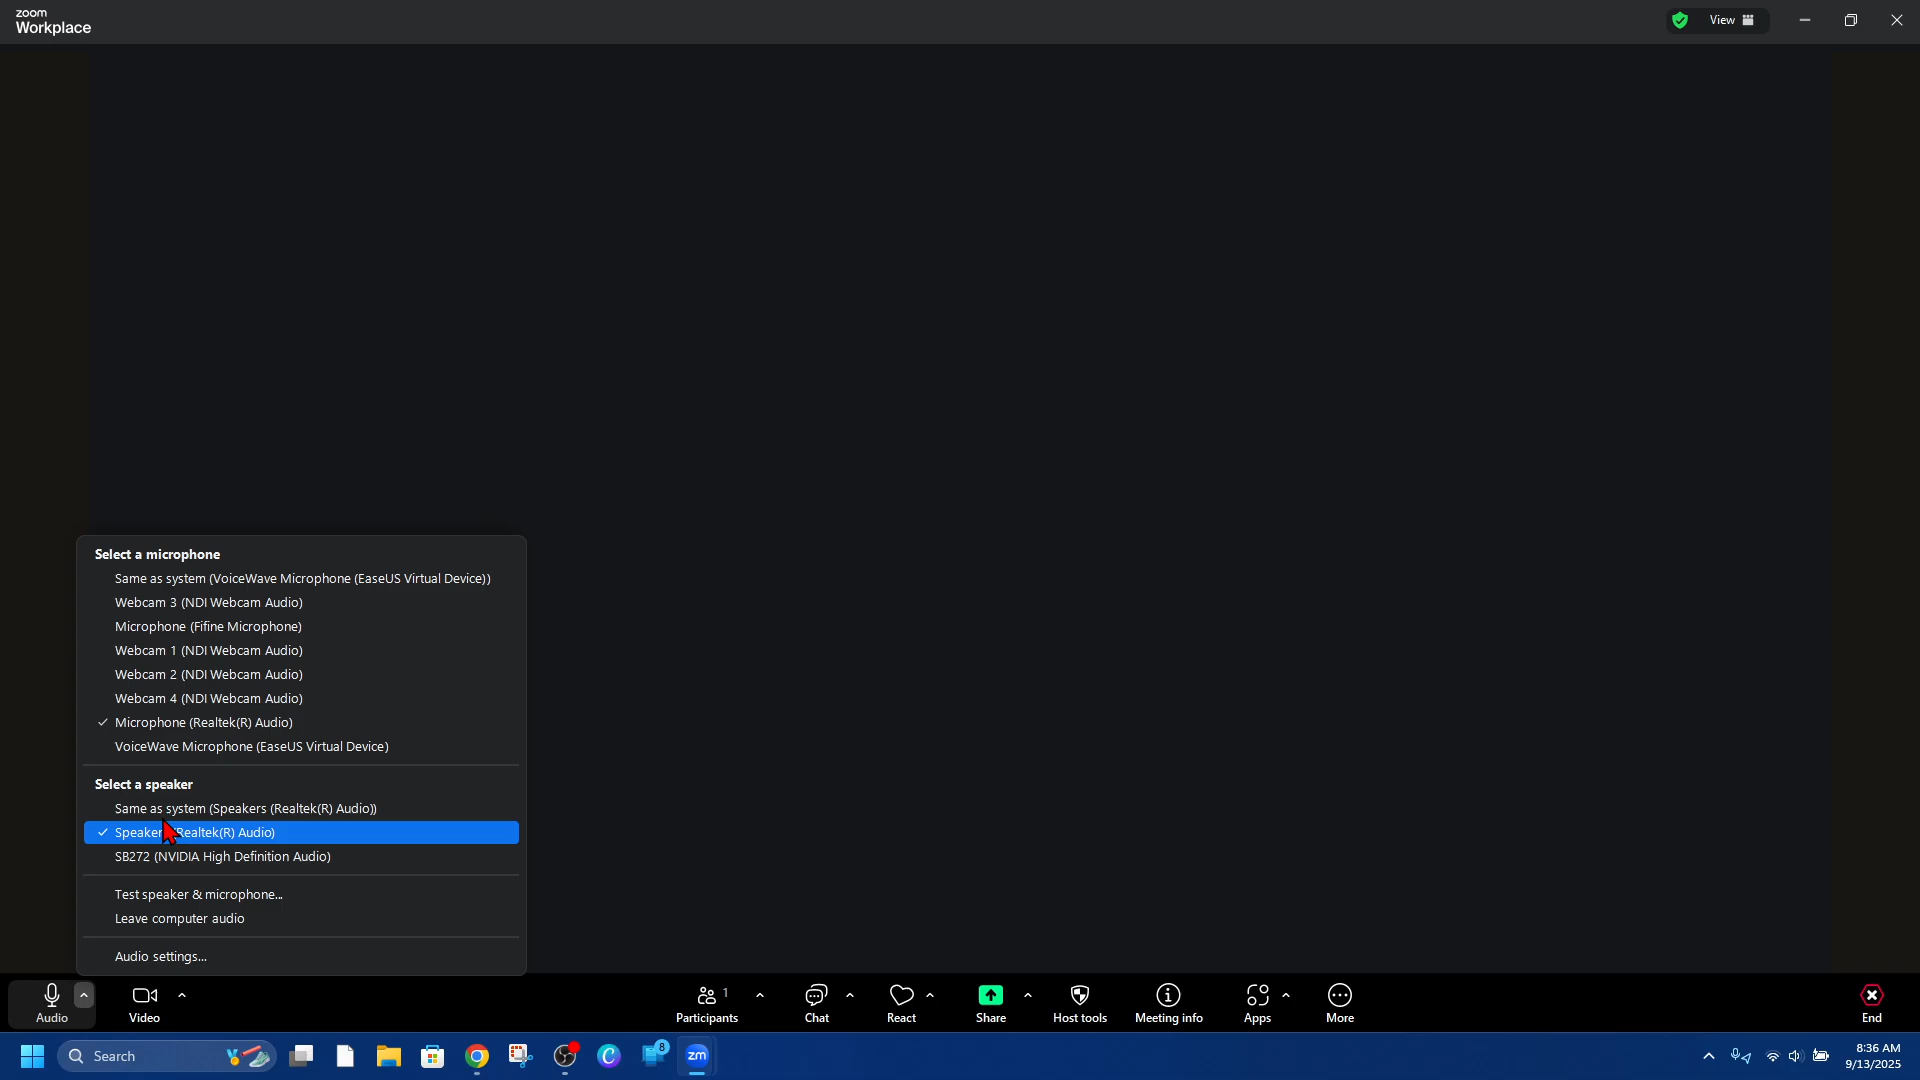 zoom
Workplace
View
Select a microphone
Same as system (VoiceWave Microphone (EaseUS Virtual Device))
Webcam 3 (NDI Webcam Audio)
Microphone (Fifine Microphone)
Webcam 1 (NDI Webcam Audio)
Webcam 2 (NDI Webcam Audio)
Webcam 4 (NDI Webcam Audio)
Microphone (Realtek(R) Audio)
VoiceWave Microphone (EaseUS Virtual Device)
Select a speaker
Same as system (Speakers (Realtek(R) Audio))
Speaker Realtek(R) Audio)
SB272 (NVIDIA High Definition Audio)
Test speaker & microphone...
Leave computer audio
Audio settings...
Audio
Video
1
Participants
Chat
React
Share
Host tools
Meeting info
Apps
More
End
Search
8
zm
8:36 AM
9/13/2025